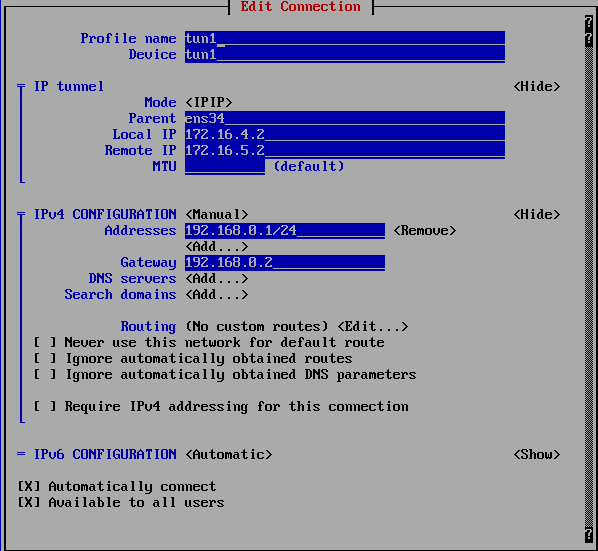 Edit Connection
?
Profile name tun1
?
Device tun1
IP tunnel <Hide>
Mode <IPIP>
Parent ens34
Local IP 172.16.4.2
Remote IP 172.16.5.2
MTU (default)
IPv4 CONFIGURATION <Manual> <Hide>
Addresses 192.168.0.1/24 <Remove>
<Add...>
Gateway 192.168.0.2
DNS servers <Add...>
Search domains <Add...>
Routing (No custom routes) <Edit...>
[ ] Never use this network for default route
[ ] Ignore automatically obtained routes
[ ] Ignore automatically obtained DNS parameters
[ ] Require IPv4 addressing for this connection
= IPv6 CONFIGURATION <Automatic> <Show>
[X] Automatically connect
[X] Available to all users
?